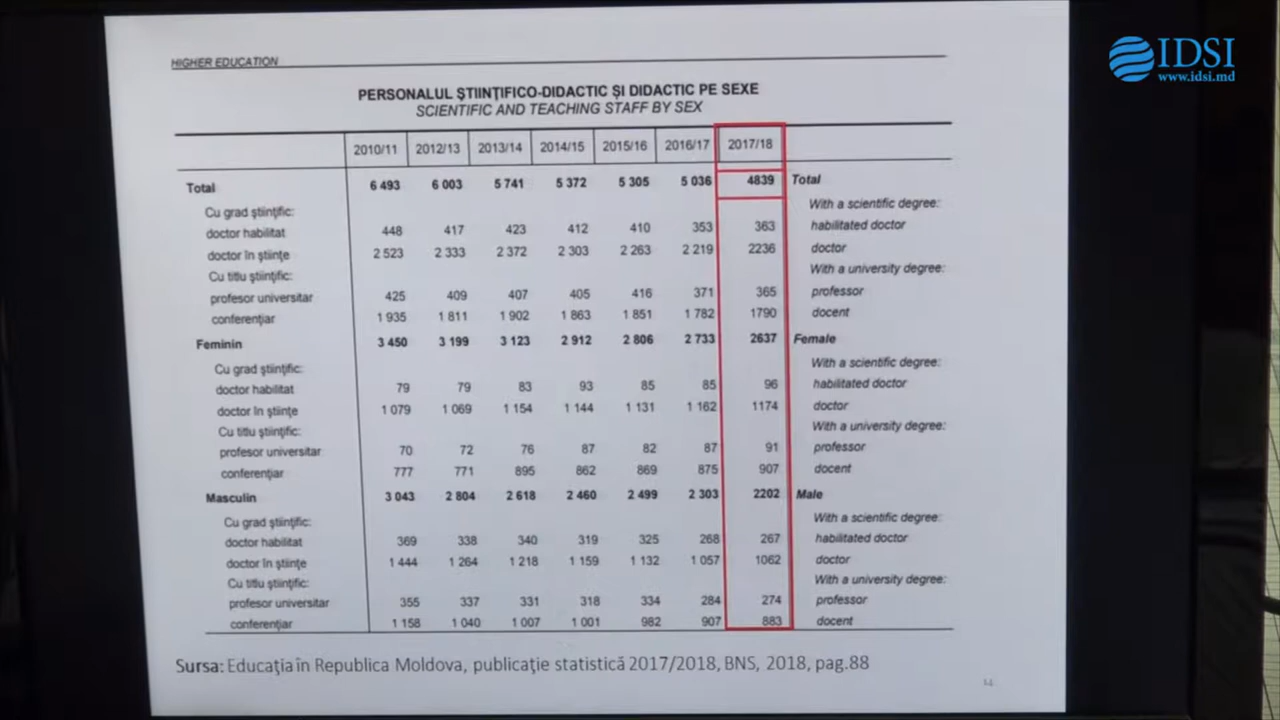 IDSI
www.idsi.md
HIGHER EDUCATION
PERSONALUL ŞTIINŢIFICO-DIDACTIC ŞI DIDACTIC PE SEXE
SCIENTIFIC AND TEACHING STAFF BY SEX
2010/11 2012/13 2013/14 2014/15 2015/16 2016/17 2017/18
Total 6 493 6 003 5 741 5 372 5 305 5 036 4839 Total
Cu grad ştiinţific: With a scientific degree:
doctor habilitat 448 417 423 412 410 353 363 habilitated doctor
doctor în ştiinţe 2 523 2 333 2 372 2 303 2 263 2 219 2236 doctor
Cu titlu ştiinţific: With a university degree:
profesor universitar 425 409 407 405 416 371 365 professor
conferenţiar 1 935 1 811 1 902 1 863 1 851 1 782 1790 docent
Feminin 3 450 3 199 3 123 2 912 2 806 2 733 2637 Female
Cu grad ştiinţific: With a scientific degree:
doctor habilitat 79 79 83 93 85 85 96 habilitated doctor
doctor în ştiinţe 1 079 1 069 1 154 1 144 1 131 1 162 1174 doctor
Cu titlu ştiinţific: With a university degree:
profesor universitar 70 72 76 87 82 87 91 professor
conferenţiar 777 771 895 862 869 875 907 docent
Masculin 3 043 2 804 2 618 2 460 2 499 2 303 2202 Male
Cu grad ştiinţific: With a scientific degree:
doctor habilitat 369 338 340 319 325 268 267 habilitated doctor
doctor în ştiinţe 1 444 1 264 1 218 1 159 1 132 1 057 1062 doctor
Cu titlu ştiinţific: With a university degree:
profesor universitar 355 337 331 318 334 284 274 professor
conferenţiar 1 158 1 040 1 007 1 001 982 907 883 docent
Sursa: Educaţia în Republica Moldova, publicaţie statistică 2017/2018, BNS, 2018, pag.88